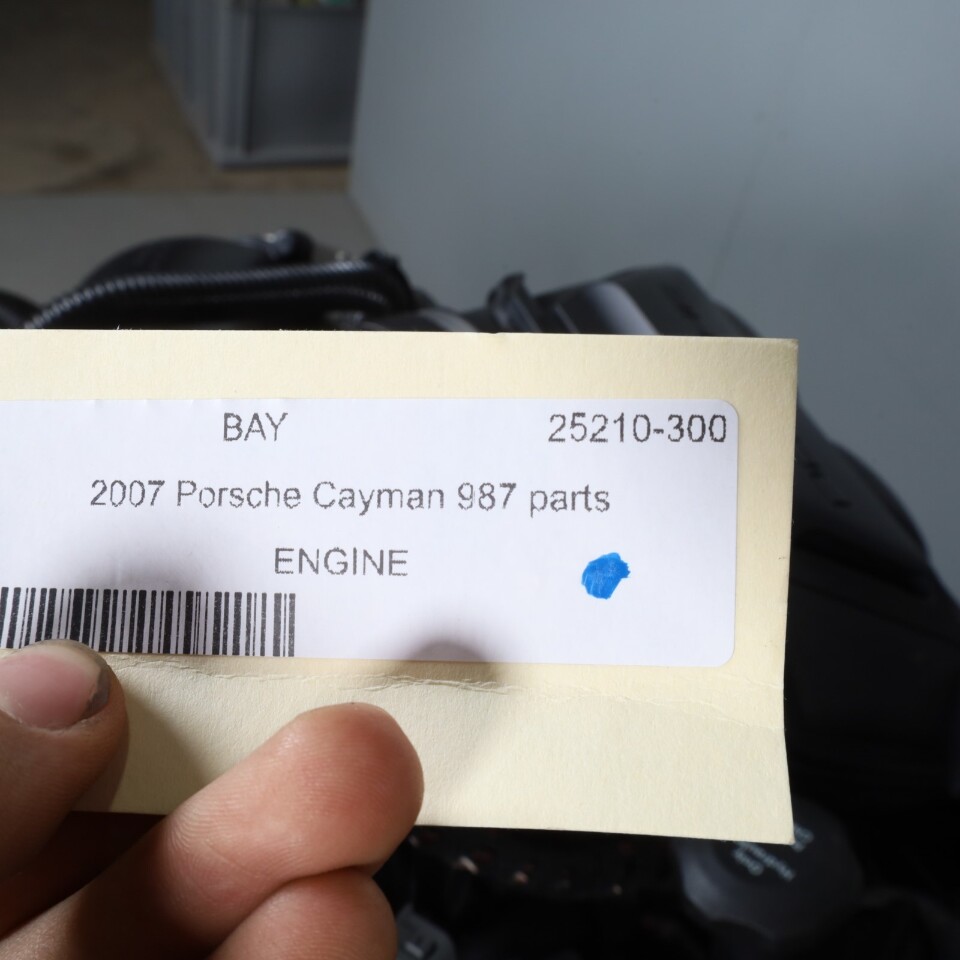 BAY 25210-300
2007 Porsche Cayman 987 parts
ENGINE